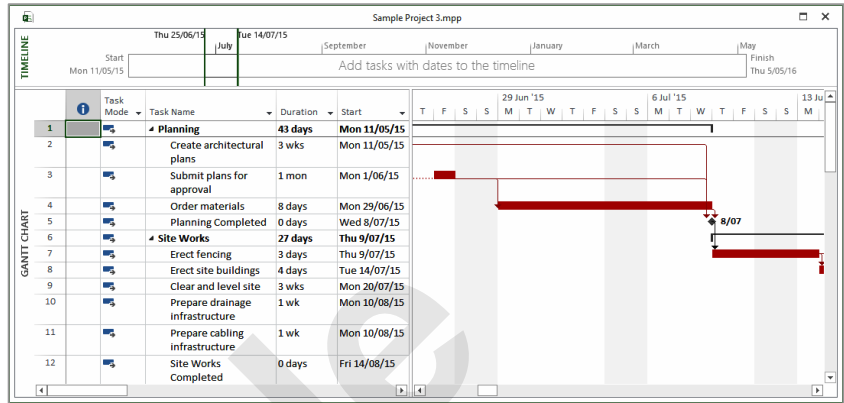 Sample Project 3.mpp
TIMELINE
Thu 25/06/15 Tue 14/07/15
July September November January March May
Start
Mon 11/05/15
Add tasks with dates to the timeline
Finish
Thu 5/05/16
GANTT CHART
Task Mode Task Name Duration Start
29 Jun '15 6 Jul '15 13 Ju
T F S S M T W T F S S M T W T F S S M
1 Planning 43 days Mon 11/05/15
2 Create architectural 3 wks Mon 11/05/15
plans
3 Submit plans for 1 mon Mon 1/06/15
approval
4 Order materials 8 days Mon 29/06/15
5 Planning Completed 0 days Wed 8/07/15
8/07
6 Site Works 27 days Thu 9/07/15
7 Erect fencing 3 days Thu 9/07/15
8 Erect site buildings 4 days Tue 14/07/15
9 Clear and level site 3 wks Mon 20/07/15
10 Prepare drainage 1 wk Mon 10/08/15
infrastructure
11 Prepare cabling 1 wk Mon 10/08/15
infrastructure
12 Site Works 0 days Fri 14/08/15
Completed